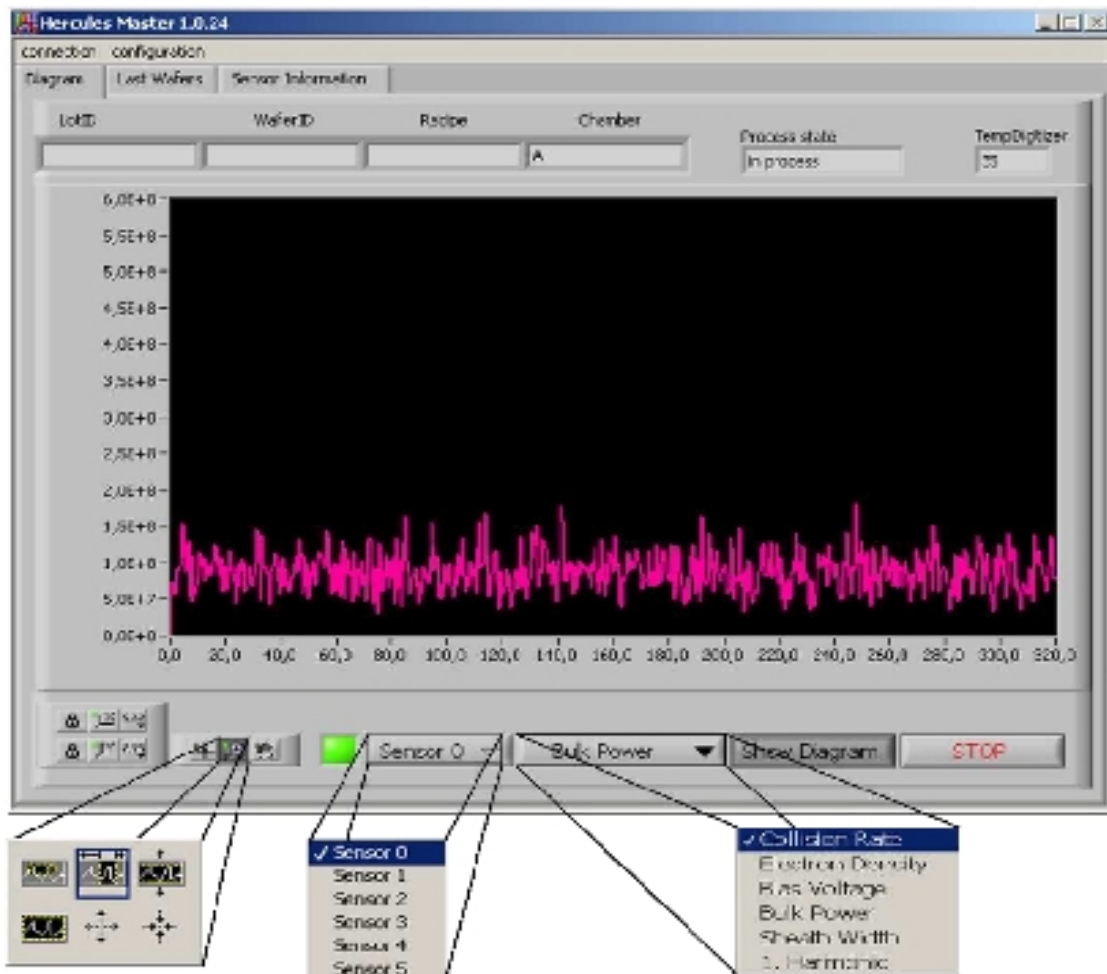 Hercules Master 1.0.24
connection configuration
Diagram Last Wafers Sensor Information
LotID WaferID Recipe Chamber
Process state TempDigitizer
A
In process
33
6,0E+8
5,5E+8
5,0E+8
4,5E+8
4,0E+8
3,5E+8
3,0E+8
2,5E+8
2,0E+8
1,5E+8
1,0E+8
5,0E+7
0,0E+0
0,0 20,0 40,0 60,0 80,0 100,0 120,0 140,0 160,0 180,0 200,0 220,0 240,0 260,0 280,0 300,0 320,0
Sensor 0 Bulk Power Show Diagram STOP
Sensor 0
Sensor 1
Sensor 2
Sensor 3
Sensor 4
Sensor 5
Collision Rate
Electron Density
Bias Voltage
Bulk Power
Sheath Width
1. Harmonic